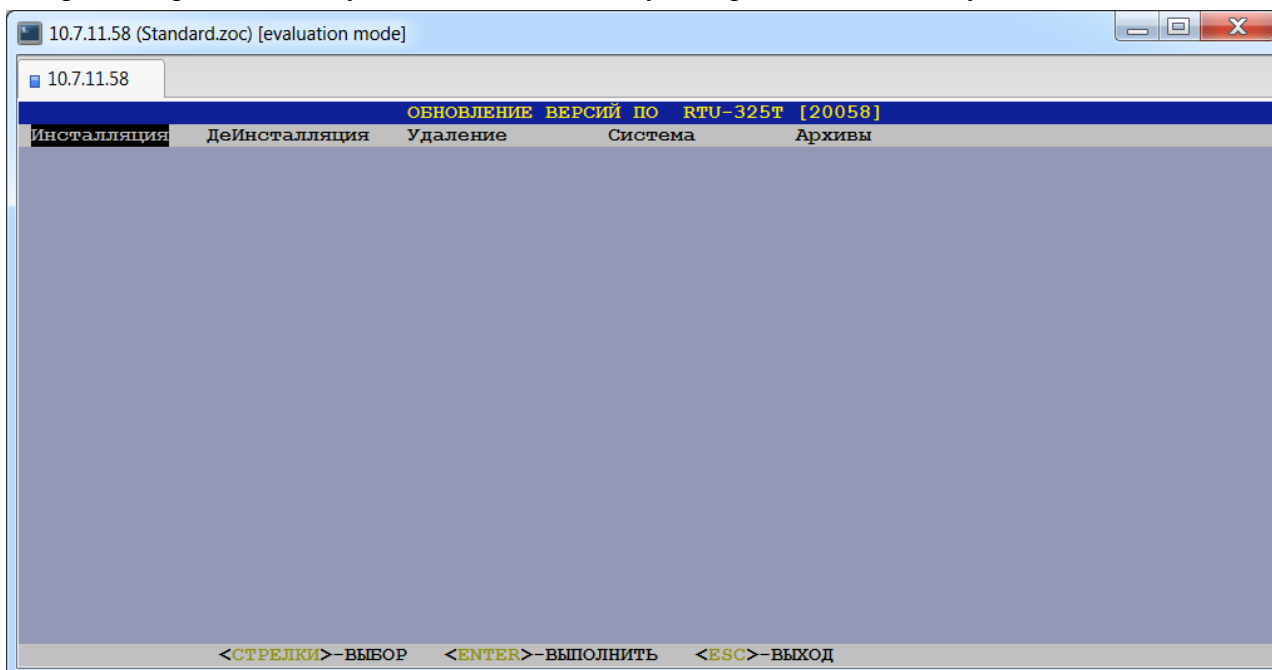 10.7.11.58 (Standard.zoc) [evaluation mode]
10.7.11.58
ОБНОВЛЕНИЕ ВЕРСИЙ ПО RTU-325T [20058]
Инсталляция ДеИнсталляция Удаление Система Архивы
<СТРЕЛКИ>-ВЫБОР <ENTER>-ВЫПОЛНИТЬ <ESC>-ВЫХОД